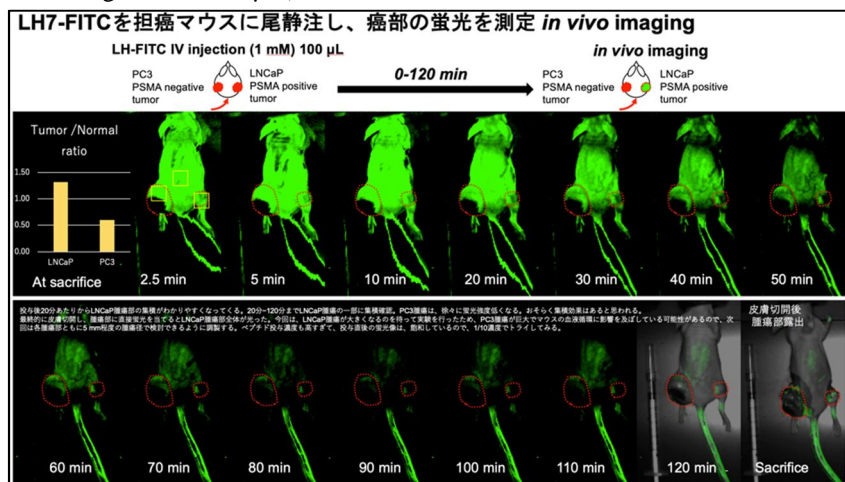 LH7-FITCを担癌マウスに尾静注し、癌部の蛍光を測定 in vivo imaging
LH-FITC IV injection (1 mM) 100 µL
in vivo imaging
PC3
PSMA negative
tumor
LNCaP
PSMA positive
tumor
0-120 min
PC3
PSMA negative
tumor
LNCaP
PSMA positive
tumor
Tumor /Normal
ratio
1.50
1.00
0.50
0.00
LNCaP
PC3
At sacrifice
2.5 min
5 min
10 min
20 min
30 min
40 min
50 min
投与後20分あたりからLNCaP腫瘍部の集積がわかりやすくなってくる。20分~120分までLNCaP腫瘍の一部に集積確認。PC3腫瘍は、徐々に蛍光強度低くなる。おそらく集積効果はあると思われる。
最終的に皮膚切開し、腫瘍部に直接蛍光を当てるとLNCaP腫瘍部全体が光った。今回は、LNCaP腫瘍が大きくなるのを待って実験を行ったため、PC3腫瘍が巨大でマウスの血液循環に影響を及ぼしている可能性があるので、次
回は各腫瘍部ともに5 mm程度の腫瘍径で検討できるように調製する。ペプチド投与濃度も高すぎて、投与直後の蛍光像は、飽和しているので、1/10濃度でトライしてみる。
皮膚切開後
腫瘍部露出
60 min
70 min
80 min
90 min
100 min
110 min
120 min
Sacrifice